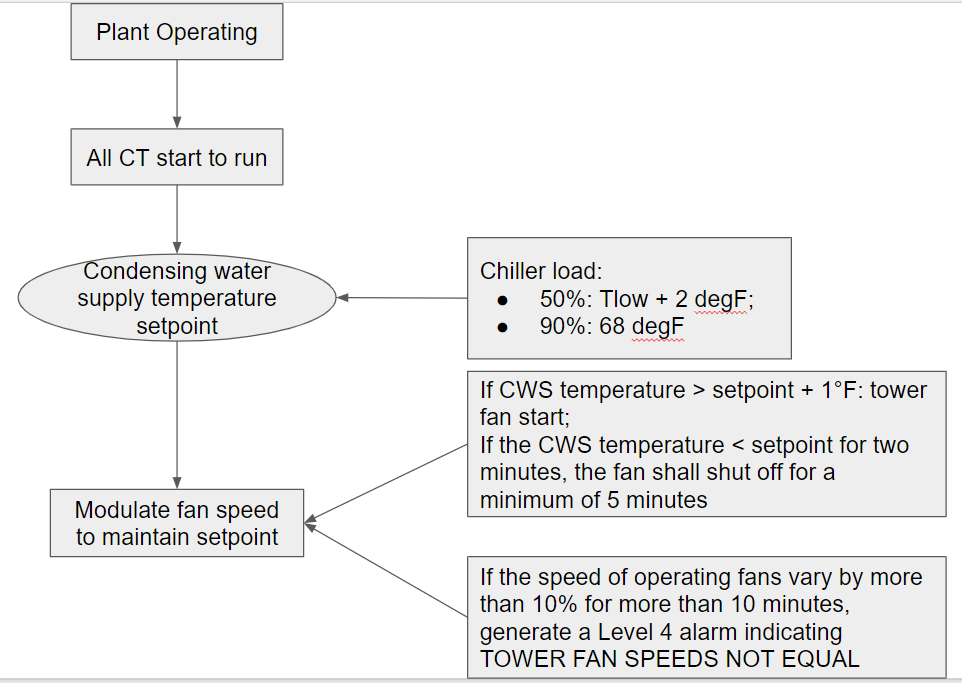 Plant Operating
All CT start to run
Condensing water
supply temperature
setpoint
Chiller load:
● 50%: Tlow + 2 degF;
● 90%: 68 degF
If CWS temperature > setpoint + 1°F: tower
fan start;
If the CWS temperature < setpoint for two
minutes, the fan shall shut off for a
minimum of 5 minutes
Modulate fan speed
to maintain setpoint
If the speed of operating fans vary by more
than 10% for more than 10 minutes,
generate a Level 4 alarm indicating
TOWER FAN SPEEDS NOT EQUAL